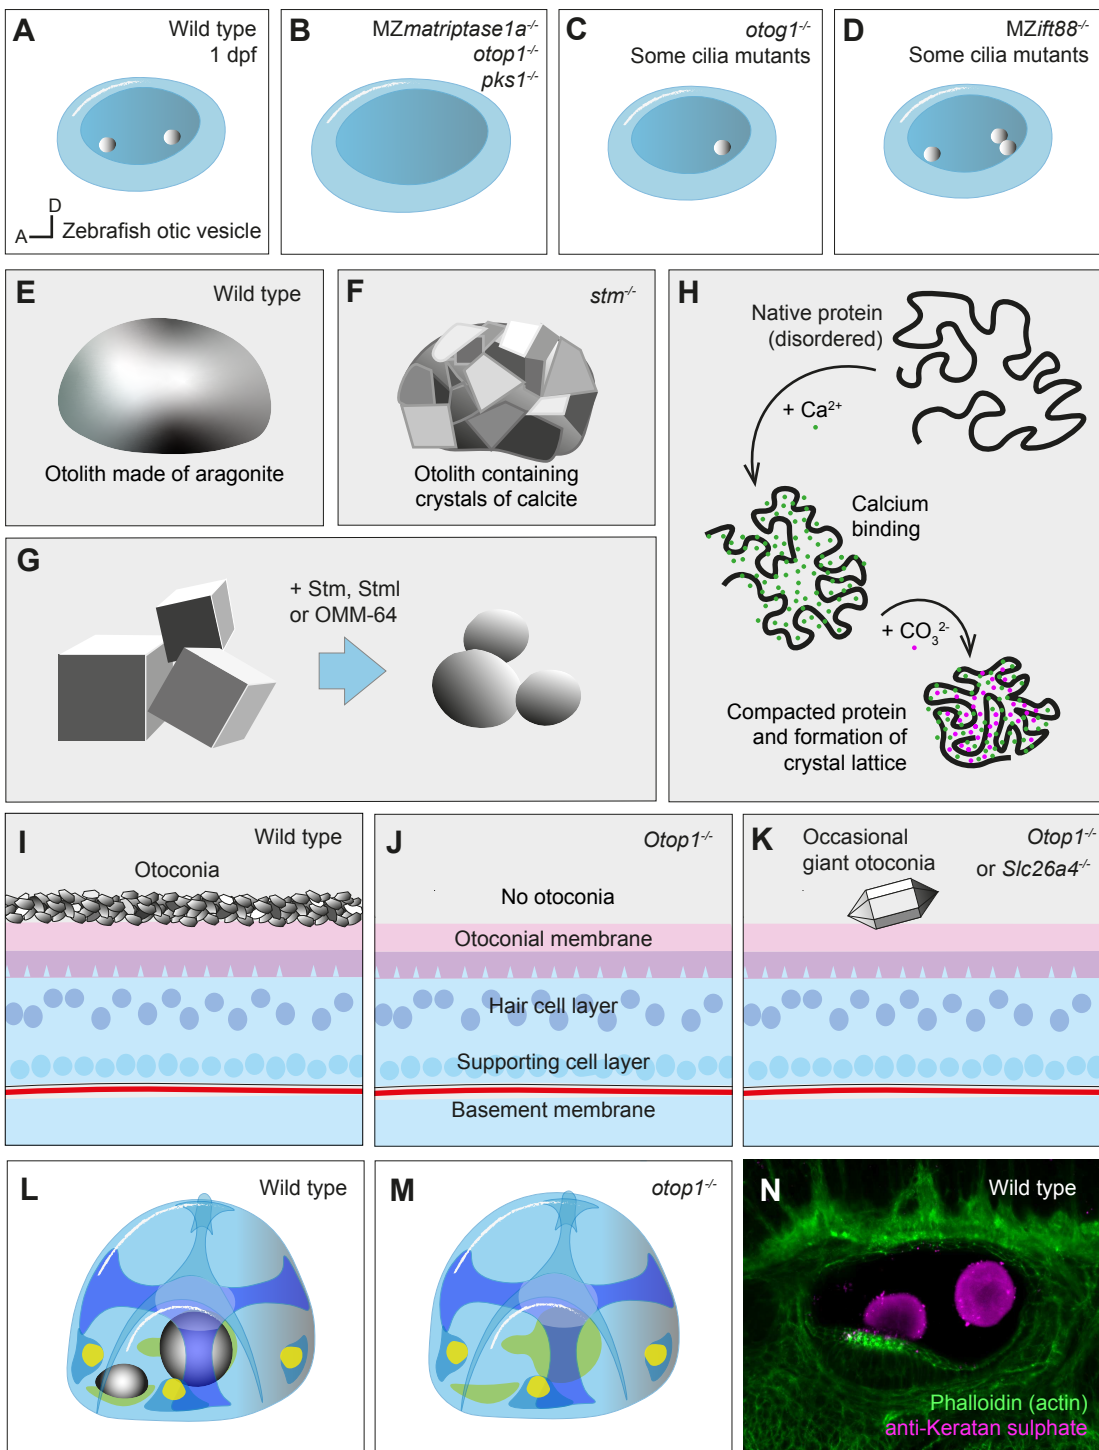 A
Wild type
1 dpf
D
A
Zebrafish otic vesicle
B
MZmatriptase1a-/-
otop1-/-
pks1-/-
C
otog1-/-
Some cilia mutants
D
MZift88-/-
Some cilia mutants
E
Wild type
Otolith made of aragonite
F
stm-/-
Otolith containing
crystals of calcite
G
+ Stm, Stml
or OMM-64
H
Native protein
(disordered)
+ Ca2+
Calcium
binding
+ CO32-
Compacted protein
and formation of
crystal lattice
I
Wild type
Otoconia
J
Otop1-/-
No otoconia
Otoconial membrane
Hair cell layer
Supporting cell layer
Basement membrane
K
Occasional
giant otoconia
Otop1-/-
or Slc26a4-/-
L
Wild type
M
otop1-/-
N
Wild type
Phalloidin (actin)
anti-Keratan sulphate